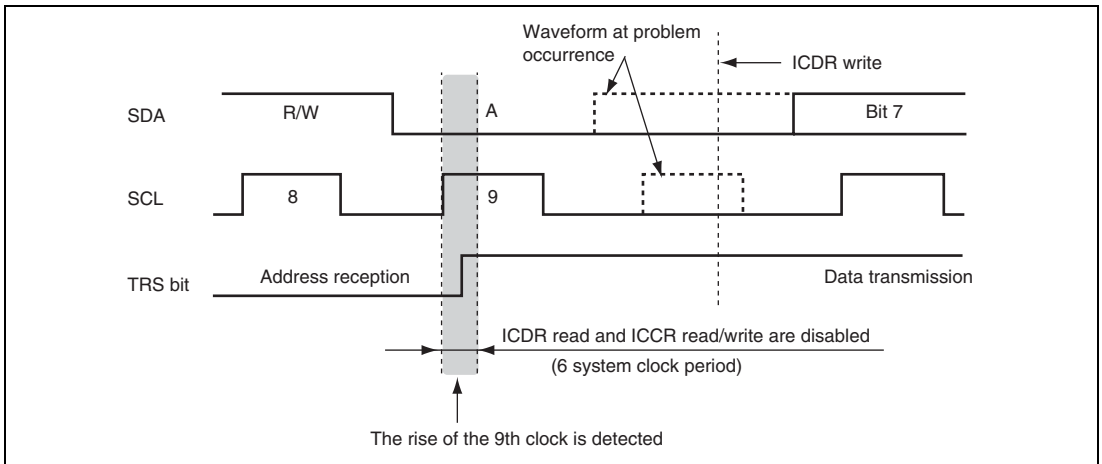 Waveform at problem
occurrence
ICDR write
SDA
R/W
A
Bit 7
SCL
8
9
TRS bit
Address reception
Data transmission
ICDR read and ICCR read/write are disabled
(6 system clock period)
The rise of the 9th clock is detected